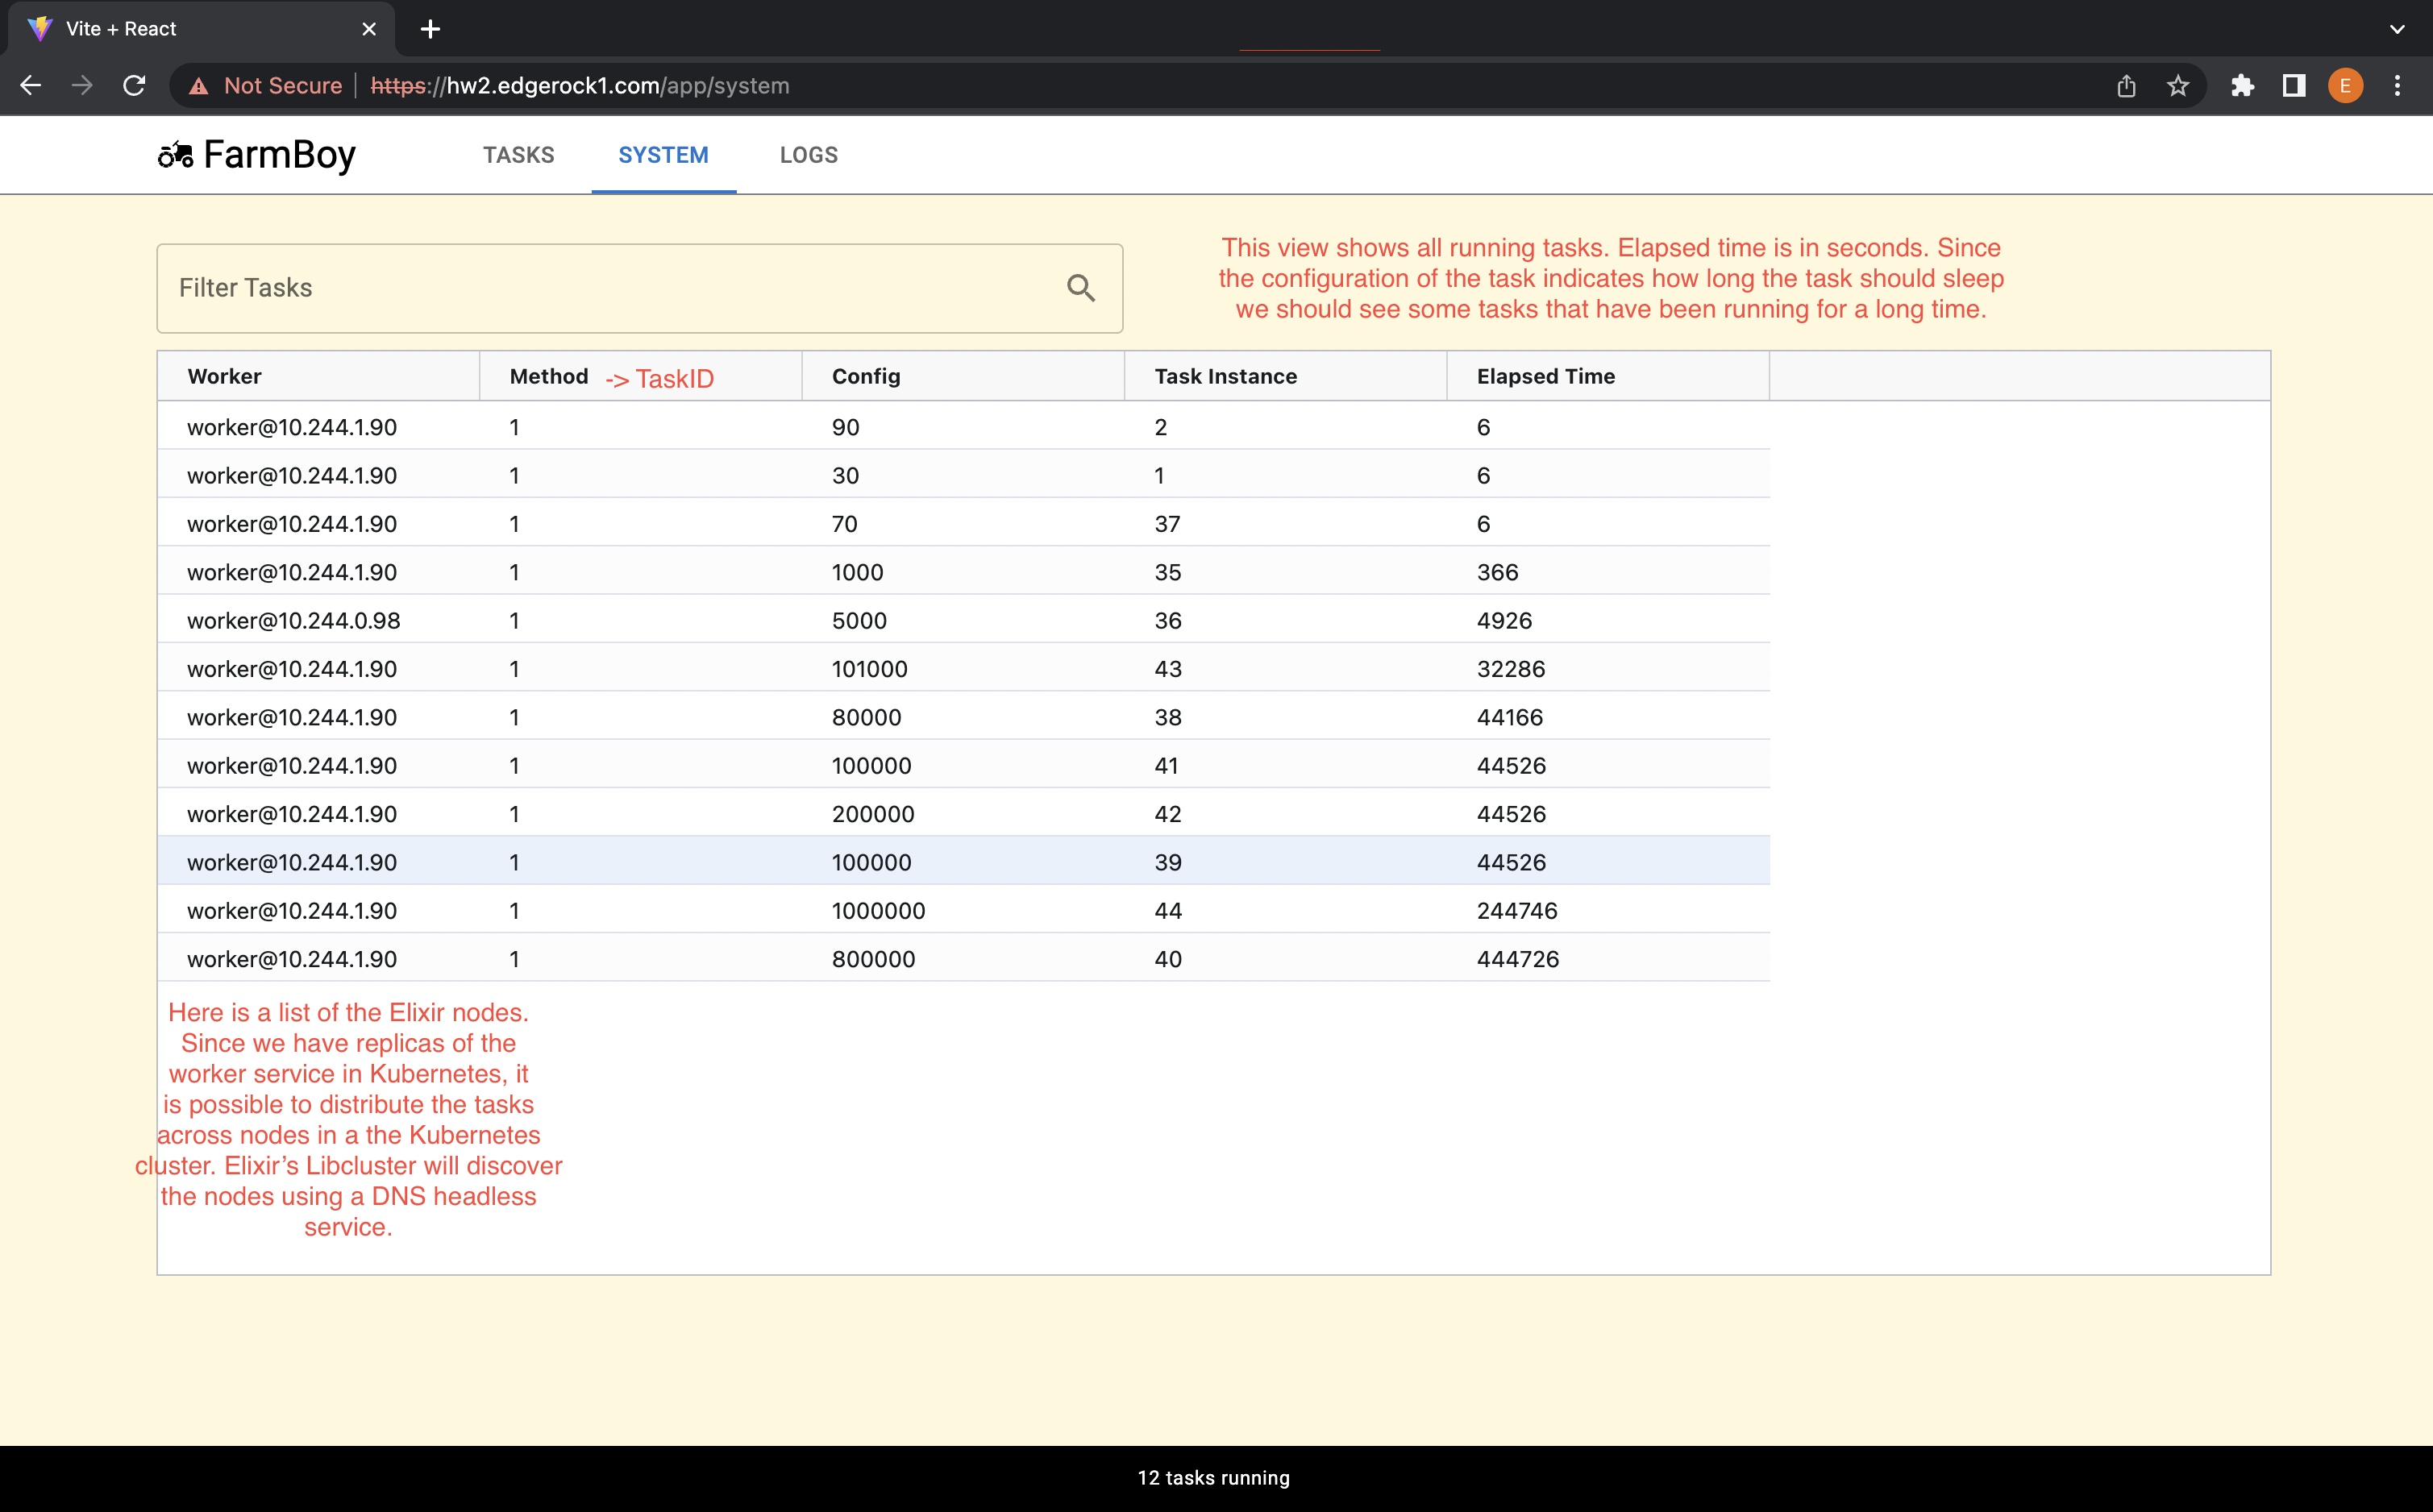 Vite + React
Not Secure https://hw2.edgerock1.com/app/system
E
FarmBoy TASKS SYSTEM LOGS
Filter Tasks
This view shows all running tasks. Elapsed time is in seconds. Since
the configuration of the task indicates how long the task should sleep
we should see some tasks that have been running for a long time.
Worker Method -> TaskID Config Task Instance Elapsed Time
worker@10.244.1.90 1 90 2 6
worker@10.244.1.90 1 30 1 6
worker@10.244.1.90 1 70 37 6
worker@10.244.1.90 1 1000 35 366
worker@10.244.0.98 1 5000 36 4926
worker@10.244.1.90 1 101000 43 32286
worker@10.244.1.90 1 80000 38 44166
worker@10.244.1.90 1 100000 41 44526
worker@10.244.1.90 1 200000 42 44526
worker@10.244.1.90 1 100000 39 44526
worker@10.244.1.90 1 1000000 44 244746
worker@10.244.1.90 1 800000 40 444726
Here is a list of the Elixir nodes.
Since we have replicas of the
worker service in Kubernetes, it
is possible to distribute the tasks
across nodes in a the Kubernetes
cluster. Elixir’s Libcluster will discover
the nodes using a DNS headless
service.
12 tasks running